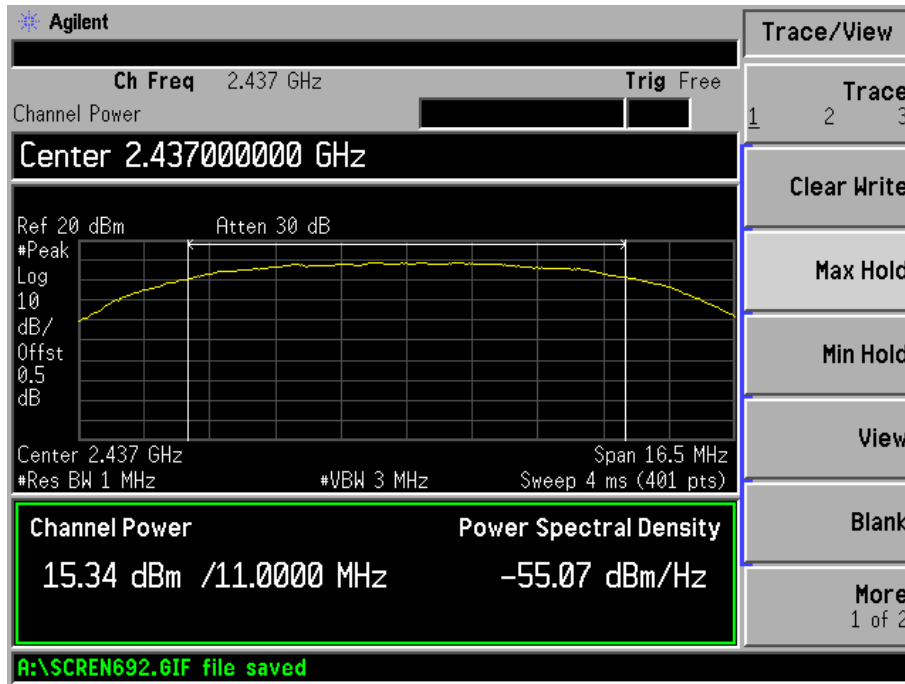 Agilent
Ch Freq 2.437 GHz Trig Free
Channel Power
Center 2.437000000 GHz
Ref 20 dBm Atten 30 dB
#Peak
Log
10
dB/
Offst
0.5
dB
Center 2.437 GHz Span 16.5 MHz
#Res BW 1 MHz #VBW 3 MHz Sweep 4 ms (401 pts)
Channel Power Power Spectral Density
15.34 dBm /11.0000 MHz -55.07 dBm/Hz
A:\SCREN692.GIF file saved
Trace/View
Trace
1 2 3
Clear Write
Max Hold
Min Hold
View
Blank
More
1 of 2